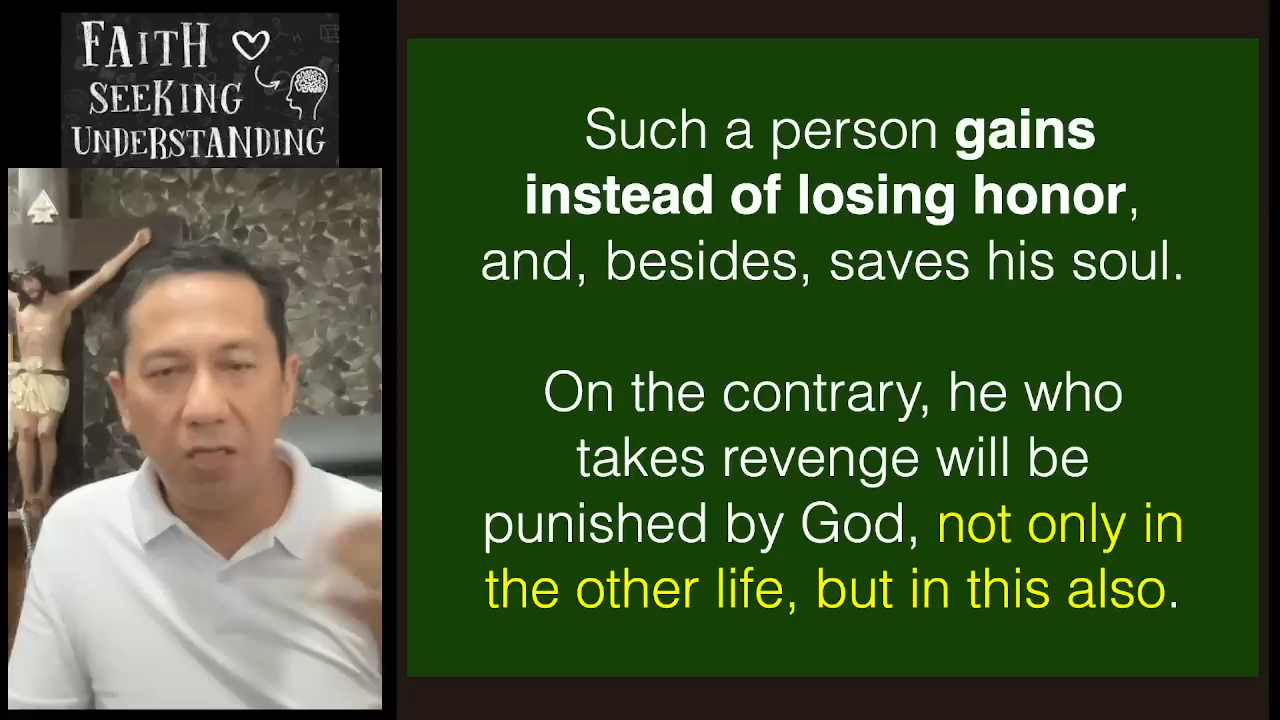 FAITH
SEEKING
UNDERSTANDING
Such a person gains
instead of losing honor,
and, besides, saves his soul.
On the contrary, he who
takes revenge will be
punished by God, not only in
the other life, but in this also.